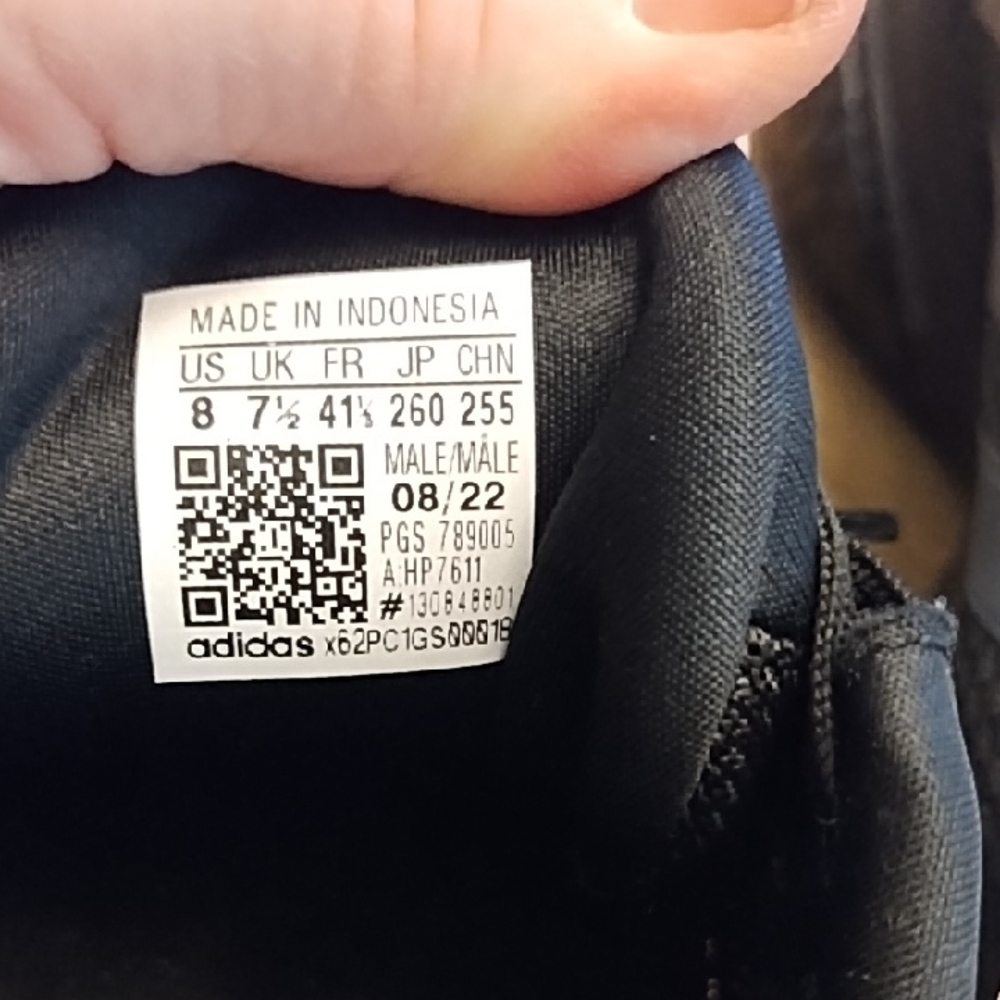 MADE IN INDONESIA
US UK FR JP CHN
8 7½ 41⅓ 260 255
MALE/MÂLE
08/22
PGS 789005
A:HP7611
#130848801
adidas x62PC1GS00018